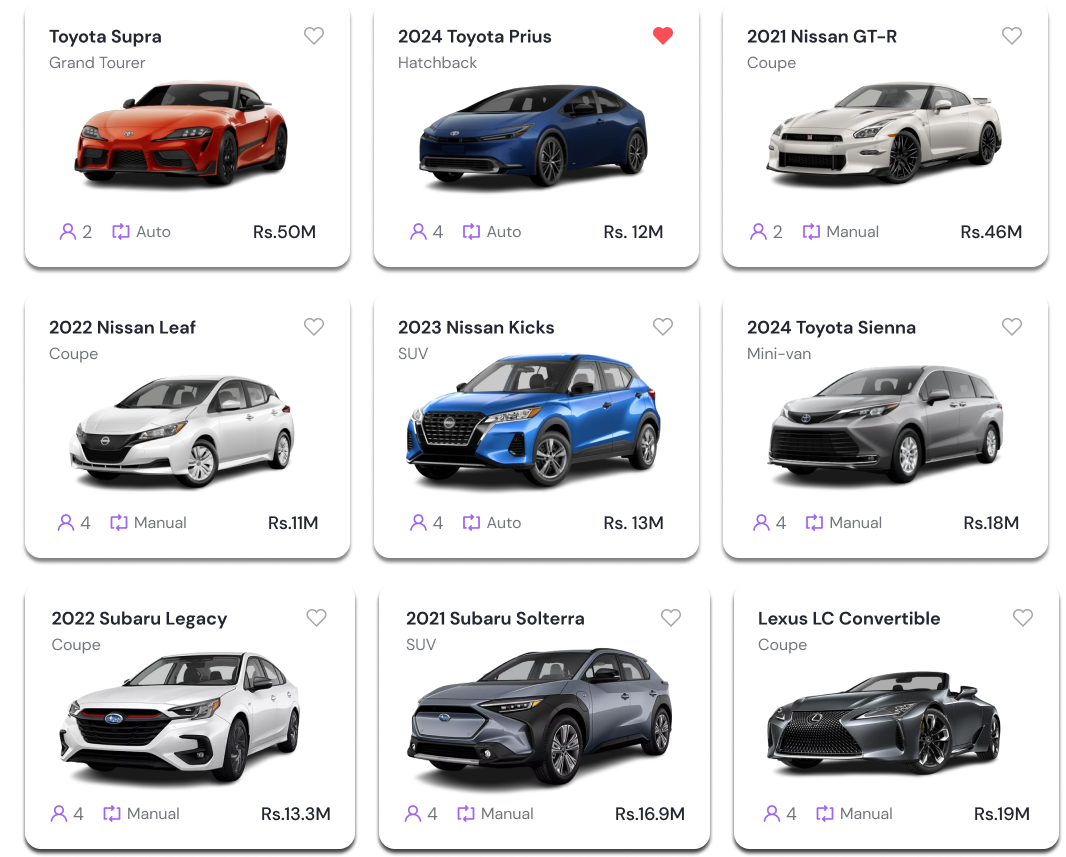 Toyota Supra
Grand Tourer
2 Auto Rs.50M
2024 Toyota Prius
Hatchback
4 Auto Rs. 12M
2021 Nissan GT-R
Coupe
2 Manual Rs.46M
2022 Nissan Leaf
Coupe
4 Manual Rs.11M
2023 Nissan Kicks
SUV
4 Auto Rs. 13M
2024 Toyota Sienna
Mini-van
4 Manual Rs.18M
2022 Subaru Legacy
Coupe
4 Manual Rs.13.3M
2021 Subaru Solterra
SUV
4 Manual Rs.16.9M
Lexus LC Convertible
Coupe
4 Manual Rs.19M